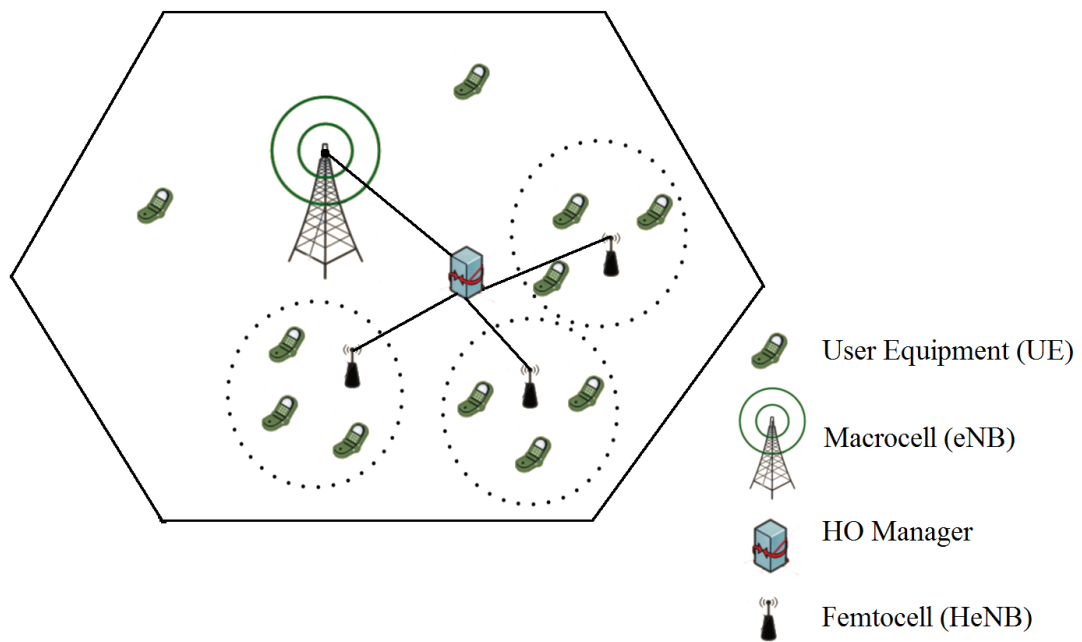 User Equipment (UE)
Macrocell (eNB)
HO Manager
Femtocell (HeNB)